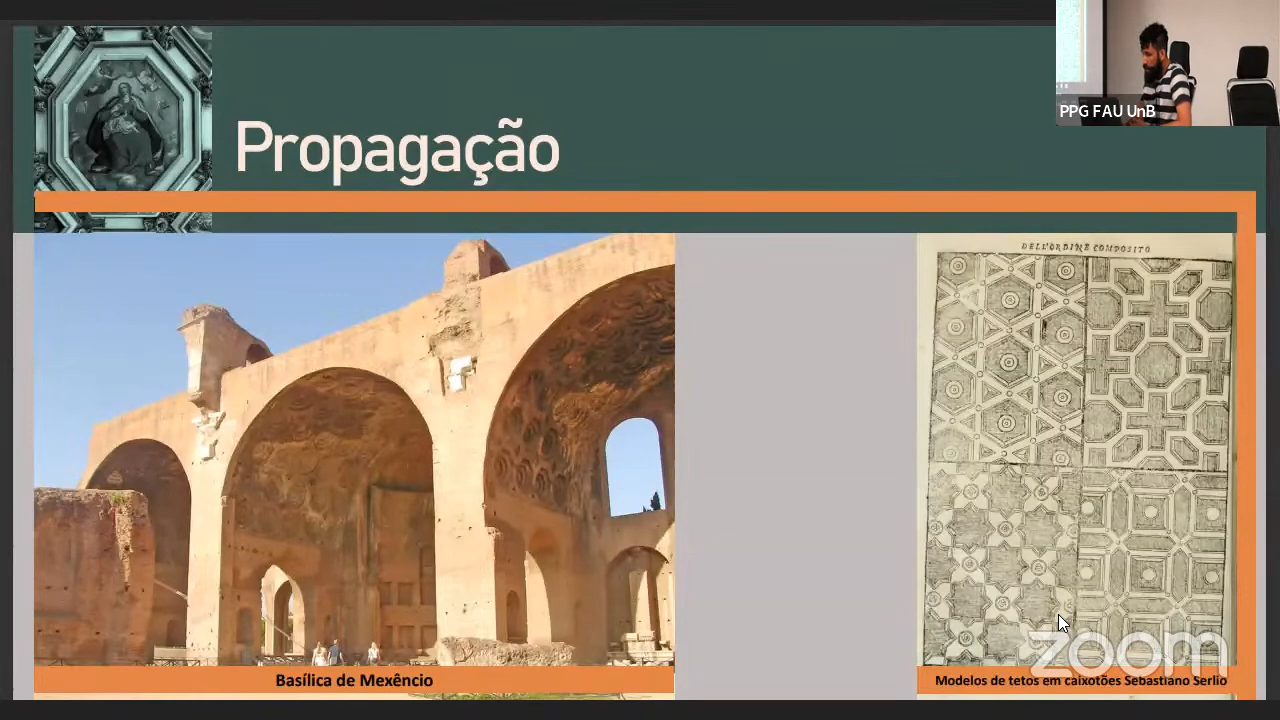 PPG FAU UnB
Propagação
DELL'ORDINE COMPOSITO
Basílica de Mexêncio
Modelos de tetos em caixotões Sebastiano Serlio
zoom